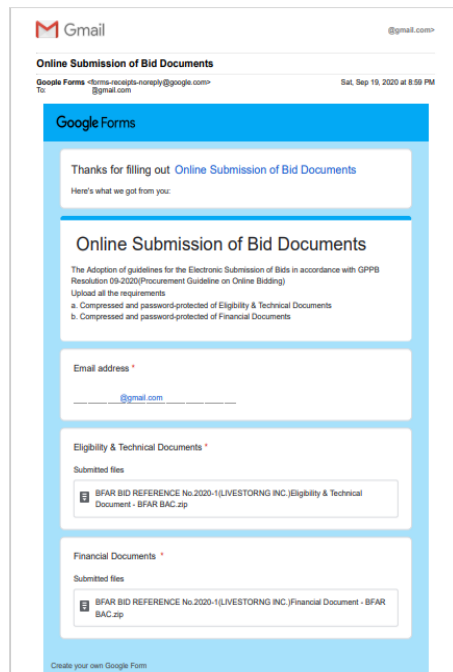 Gmail
@gmail.com>
Online Submission of Bid Documents
Google Forms <forms-receipts-noreply@google.com>
Sat, Sep 19, 2020 at 8:59 PM
To: @gmail.com
Google Forms
Thanks for filling out Online Submission of Bid Documents
Here's what we got from you:
Online Submission of Bid Documents
The Adoption of guidelines for the Electronic Submission of Bids in accordance with GPPB
Resolution 09-2020(Procurement Guideline on Online Bidding)
Upload all the requirements
a. Compressed and password-protected of Eligibility & Technical Documents
b. Compressed and password-protected of Financial Documents
Email address *
@gmail.com
Eligibility & Technical Documents *
Submitted files
BFAR BID REFERENCE No.2020-1(LIVESTORNG INC.)Eligibility & Technical
Document - BFAR BAC.zip
Financial Documents *
Submitted files
BFAR BID REFERENCE No.2020-1(LIVESTORNG INC.)Financial Document - BFAR
BAC.zip
Create your own Google Form